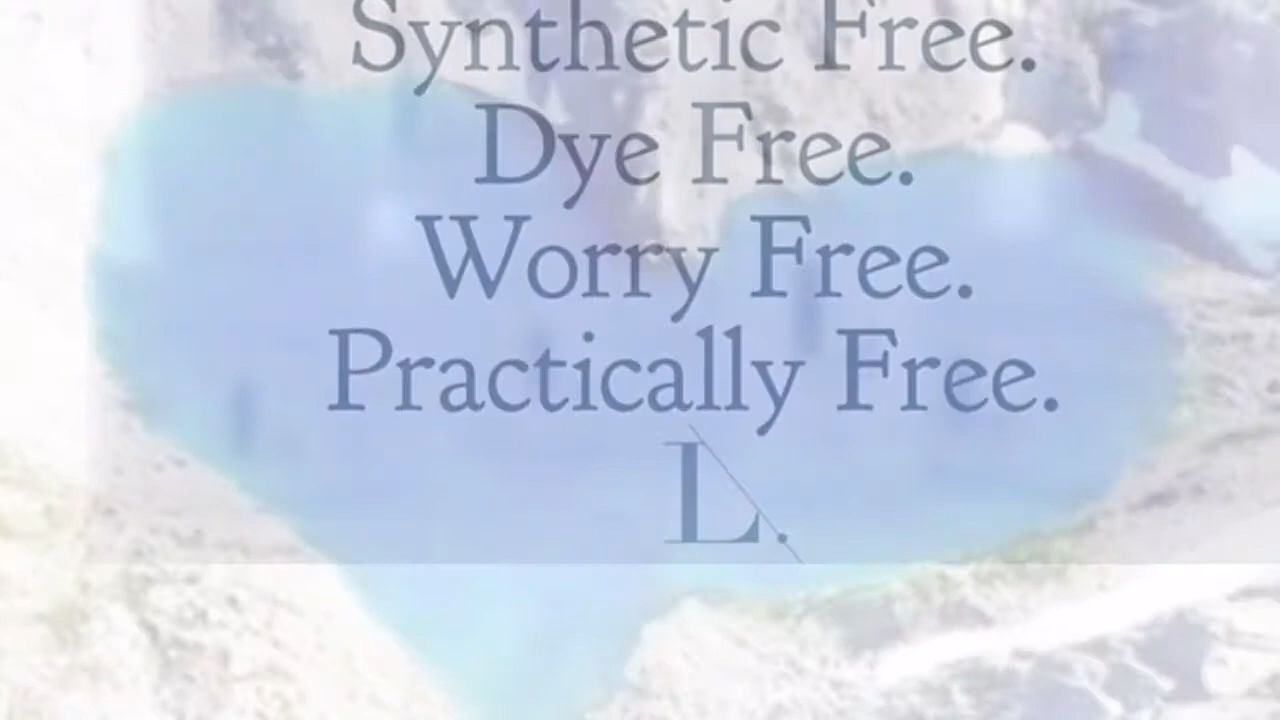 Synthetic Free.
Dye Free.
Worry Free.
Practically Free.
L.